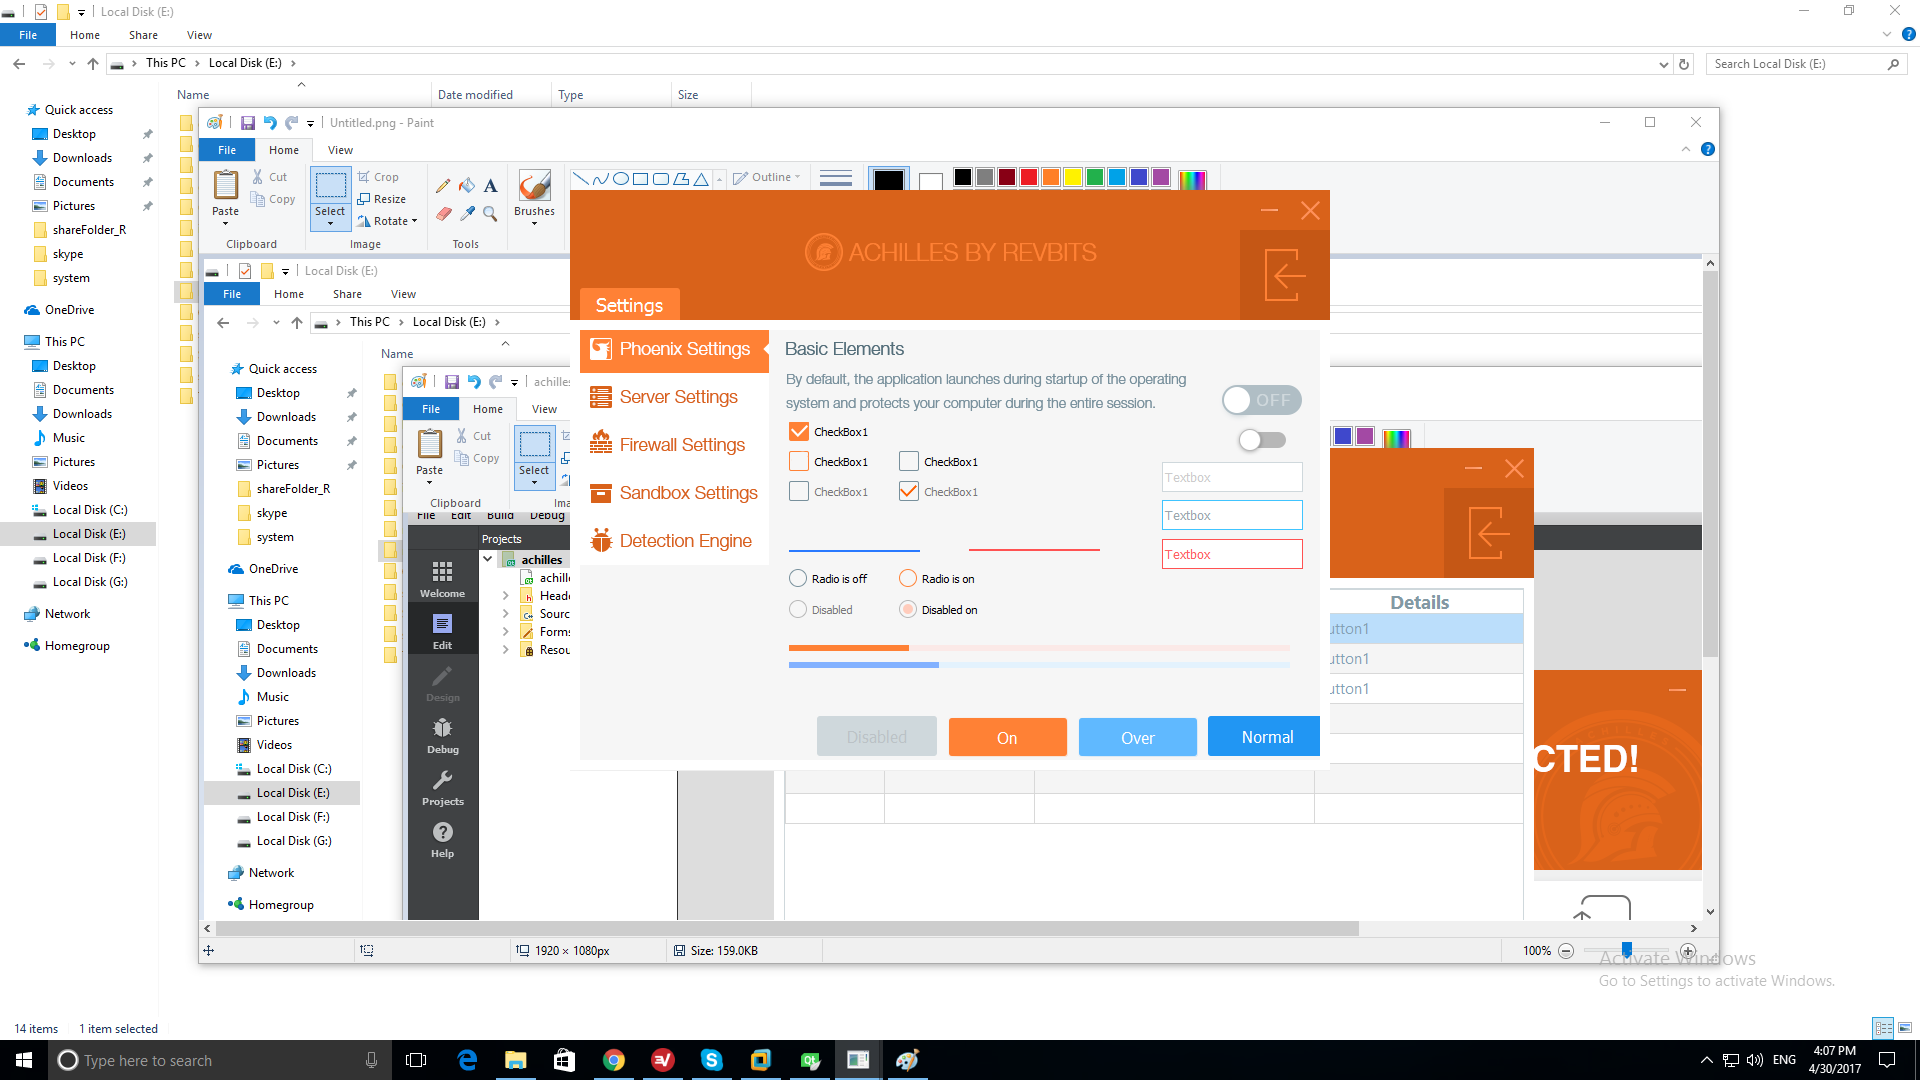 Local Disk (E:)
File Home Share View
This PC Local Disk (E:)
Search Local Disk (E:)
Name Date modified Type Size
Quick access
Desktop
Downloads
Documents
Pictures
shareFolder_R
skype
system
OneDrive
This PC
Desktop
Documents
Downloads
Music
Pictures
Videos
Local Disk (C:)
Local Disk (E:)
Local Disk (F:)
Local Disk (G:)
Network
Homegroup
14 items 1 item selected
Untitled.png - Paint
File Home View
Paste
Cut
Copy
Clipboard
Select
Crop
Resize
Rotate
Image
Tools
Brushes
Outline
Local Disk (E:)
File Home Share View
This PC Local Disk (E:)
Name
Quick access
Desktop
Downloads
Documents
Pictures
shareFolder_R
skype
system
OneDrive
This PC
Desktop
Documents
Downloads
Music
Pictures
Videos
Local Disk (C:)
Local Disk (E:)
Local Disk (F:)
Local Disk (G:)
Network
Homegroup
achilles
File Home View
Paste
Cut
Copy
Clipboard
Select
Ima
File Edit Build Debug
Projects
achilles
achille
Heade
Sourc
Forms
Resou
Welcome
Edit
Design
Debug
Projects
Help
ACHILLES BY REVBITS
Settings
Phoenix Settings
Server Settings
Firewall Settings
Sandbox Settings
Detection Engine
Basic Elements
By default, the application launches during startup of the operating
system and protects your computer during the entire session.
OFF
CheckBox1
CheckBox1 CheckBox1
CheckBox1 CheckBox1
Textbox
Textbox
Textbox
Radio is off Radio is on
Disabled Disabled on
Disabled On Over Normal
Details
utton1
utton1
utton1
CTED!
1920 × 1080px Size: 159.0KB 100%
Activate Windows
Go to Settings to activate Windows.
Type here to search
ENG
4:07 PM
4/30/2017